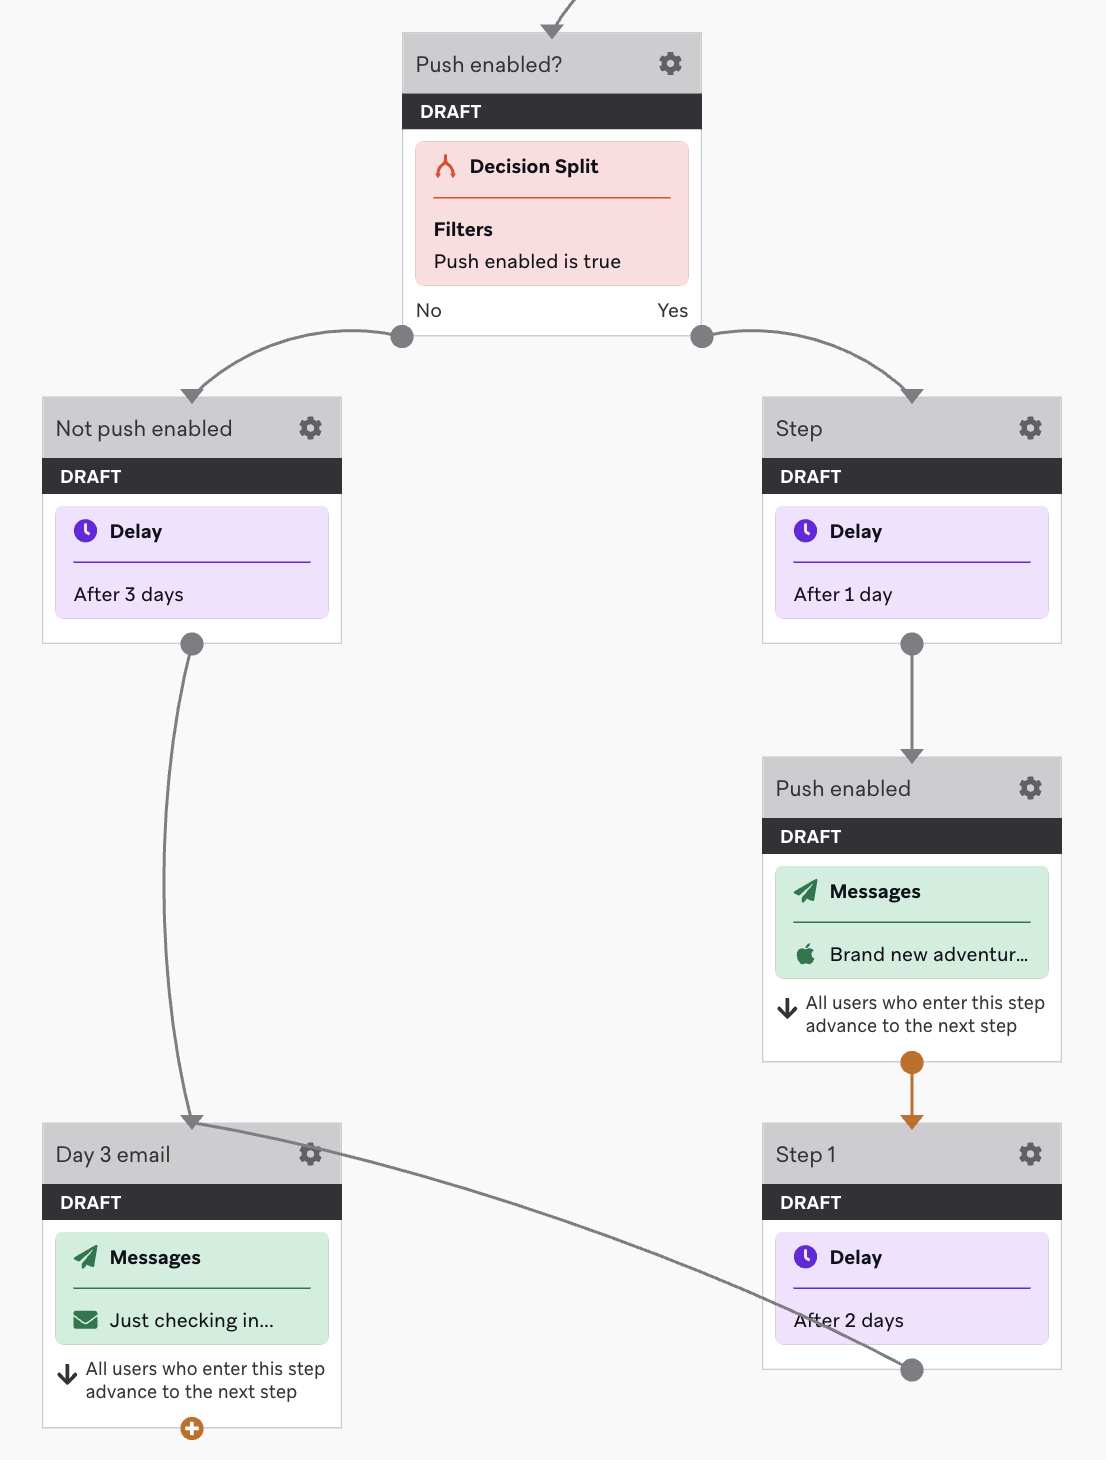 Push enabled?
DRAFT
Decision Split
Filters
Push enabled is true
No
Yes
Not push enabled
DRAFT
Delay
After 3 days
Step
DRAFT
Delay
After 1 day
Push enabled
DRAFT
Messages
Brand new adventur...
All users who enter this step
advance to the next step
Day 3 email
DRAFT
Messages
Just checking in...
All users who enter this step
advance to the next step
Step 1
DRAFT
Delay
After 2 days